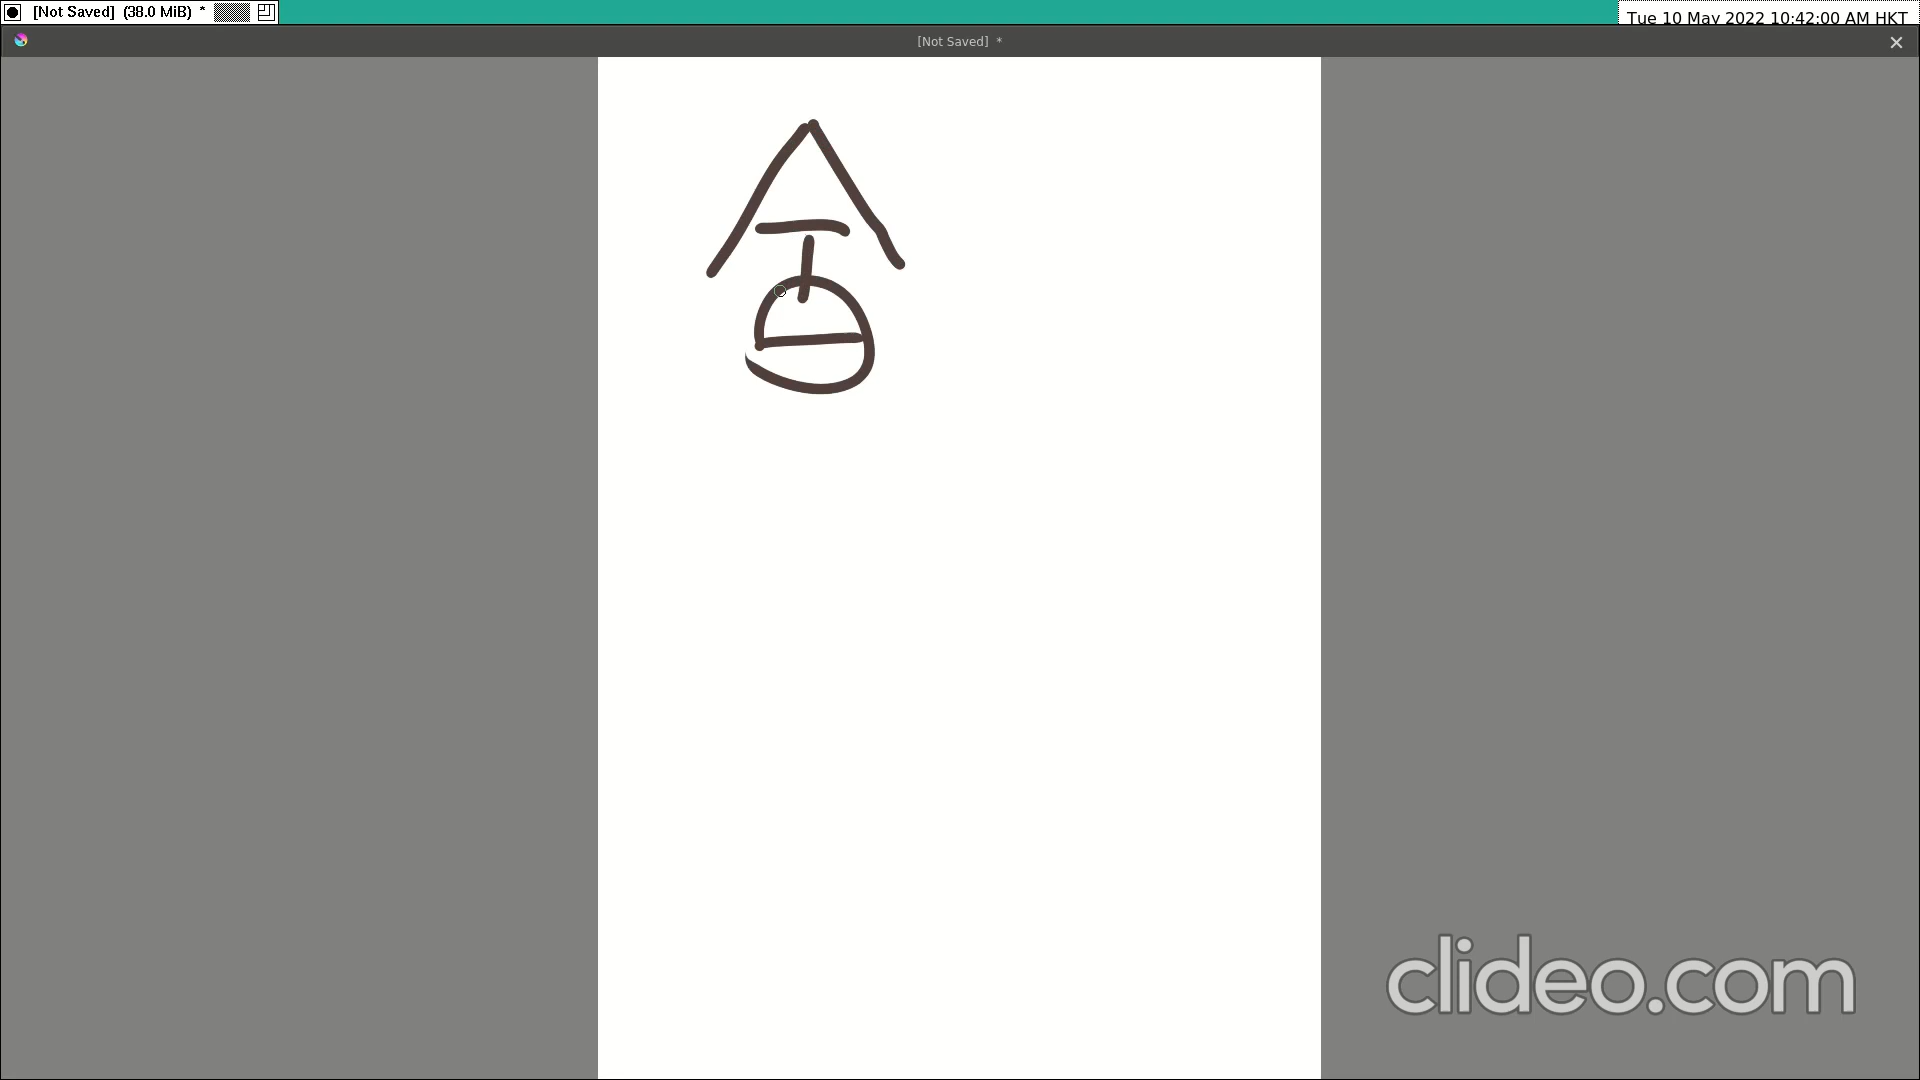 [Not Saved] (38.0 MiB) *
Tue 10 May 2022 10:42:00 AM HKT
[Not Saved] *
clideo.com